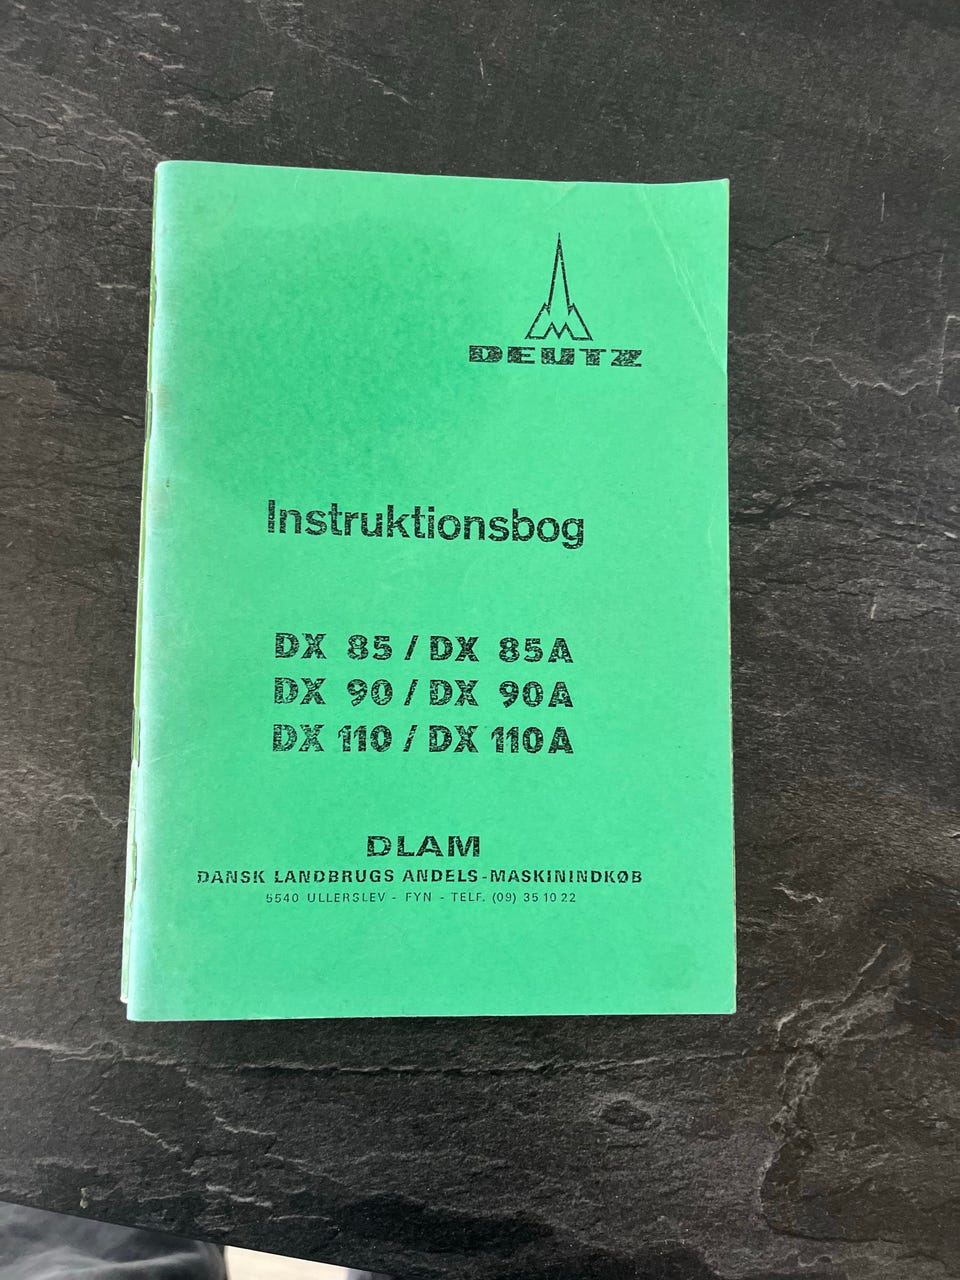 DEUTZ
Instruktionsbog
DX 85 / DX 85A
DX 90 / DX 90A
DX 110 / DX 110A
DLAM
DANSK LANDBRUGS ANDELS-MASKININDKØB
5540 ULLERSLEV - FYN - TELF. (09) 35 10 22